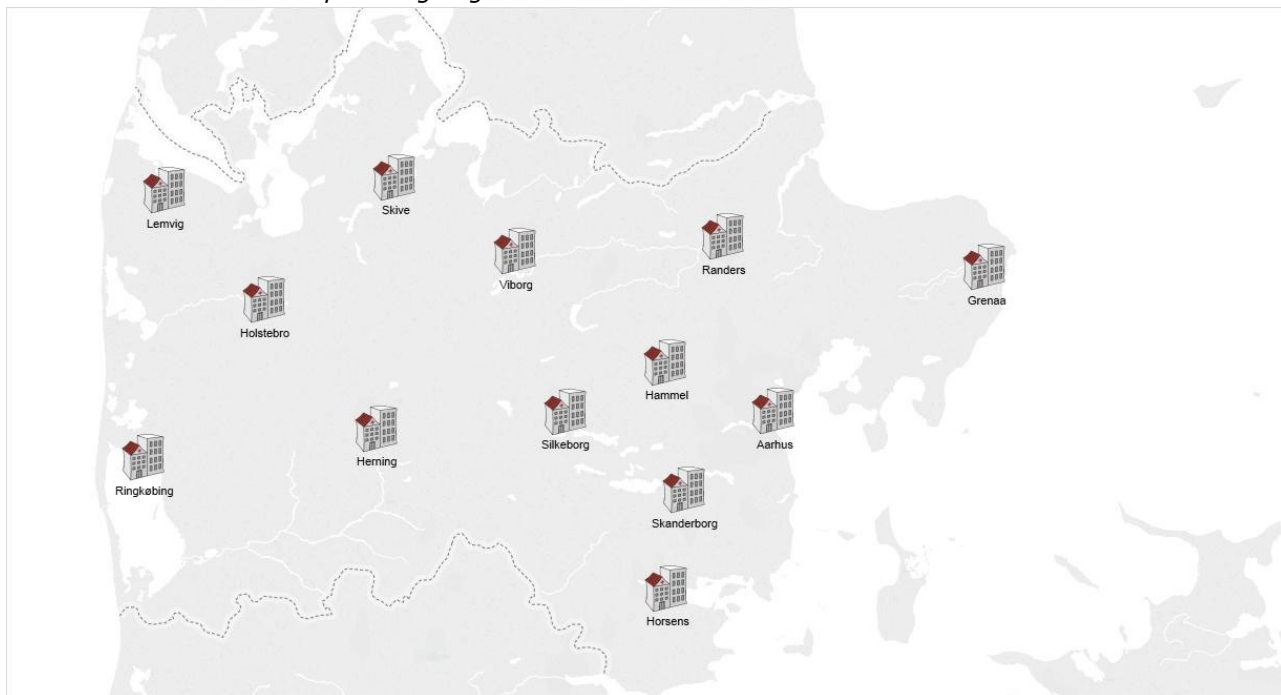 Skive
Lemvig
Viborg
Randers
Grenaa
Holstebro
Hammel
Silkeborg
Aarhus
Herning
Ringkøbing
Skanderborg
Horsens